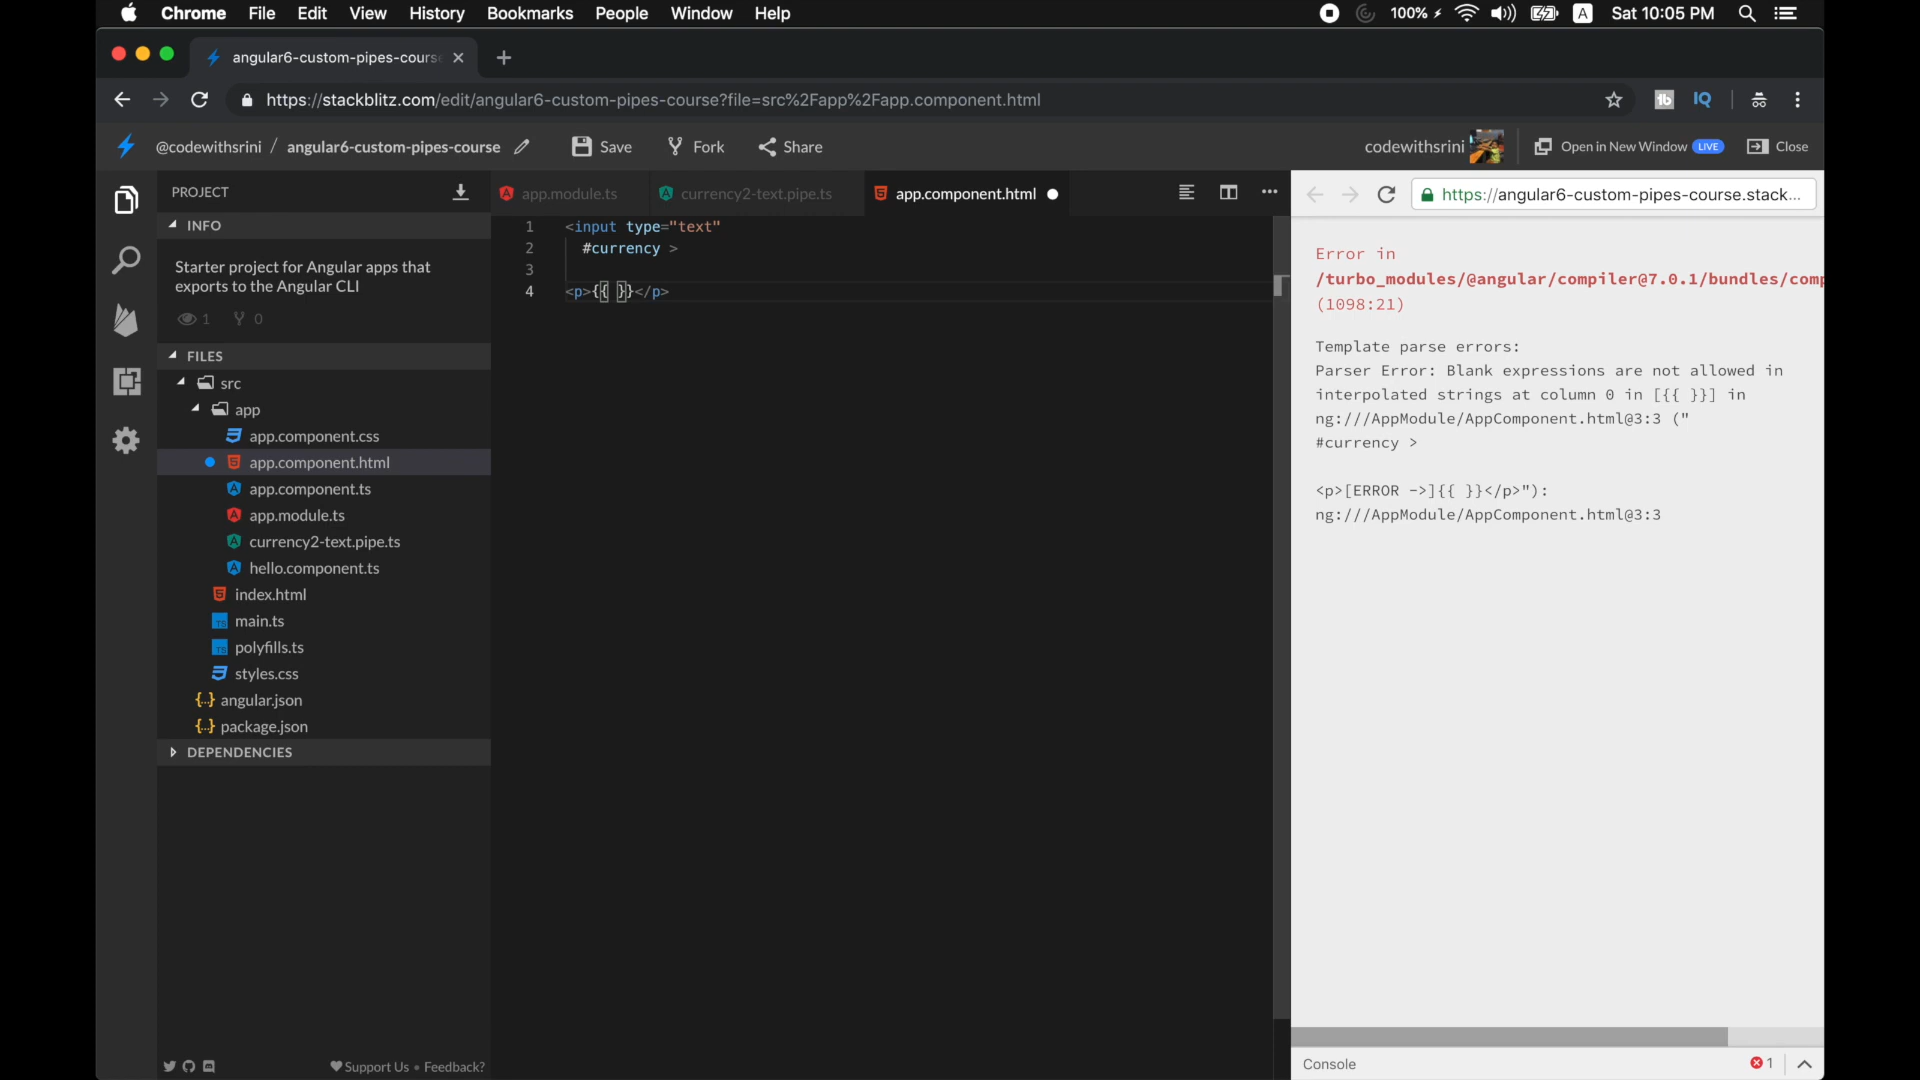 Chrome File Edit View History Bookmarks People Window Help 100% A Sat 10:05 PM
angular6-custom-pipes-cours
https://stackblitz.com/edit/angular6-custom-pipes-course?file=src%2Fapp%2Fapp.component.html tb IQ
@codewithsrini / angular6-custom-pipes-course Save Fork Share codewithsrini Open in New Window LIVE Close
PROJECT
INFO
Starter project for Angular apps that
exports to the Angular CLI
1 0
FILES
src
app
app.component.css
app.component.html
app.component.ts
app.module.ts
currency2-text.pipe.ts
hello.component.ts
index.html
main.ts
polyfills.ts
styles.css
angular.json
package.json
DEPENDENCIES
Support Us • Feedback?
app.module.ts currency2-text.pipe.ts app.component.html
1 <input type="text"
2 #currency >
3
4 <p>{{ }}</p>
https://angular6-custom-pipes-course.stack...
Error in
/turbo_modules/@angular/compiler@7.0.1/bundles/comp
(1098:21)
Template parse errors:
Parser Error: Blank expressions are not allowed in
interpolated strings at column 0 in [{{ }}] in
ng:///AppModule/AppComponent.html@3:3 ("
#currency >
<p>[ERROR ->]{{ }}</p>"):
ng:///AppModule/AppComponent.html@3:3
Console 1